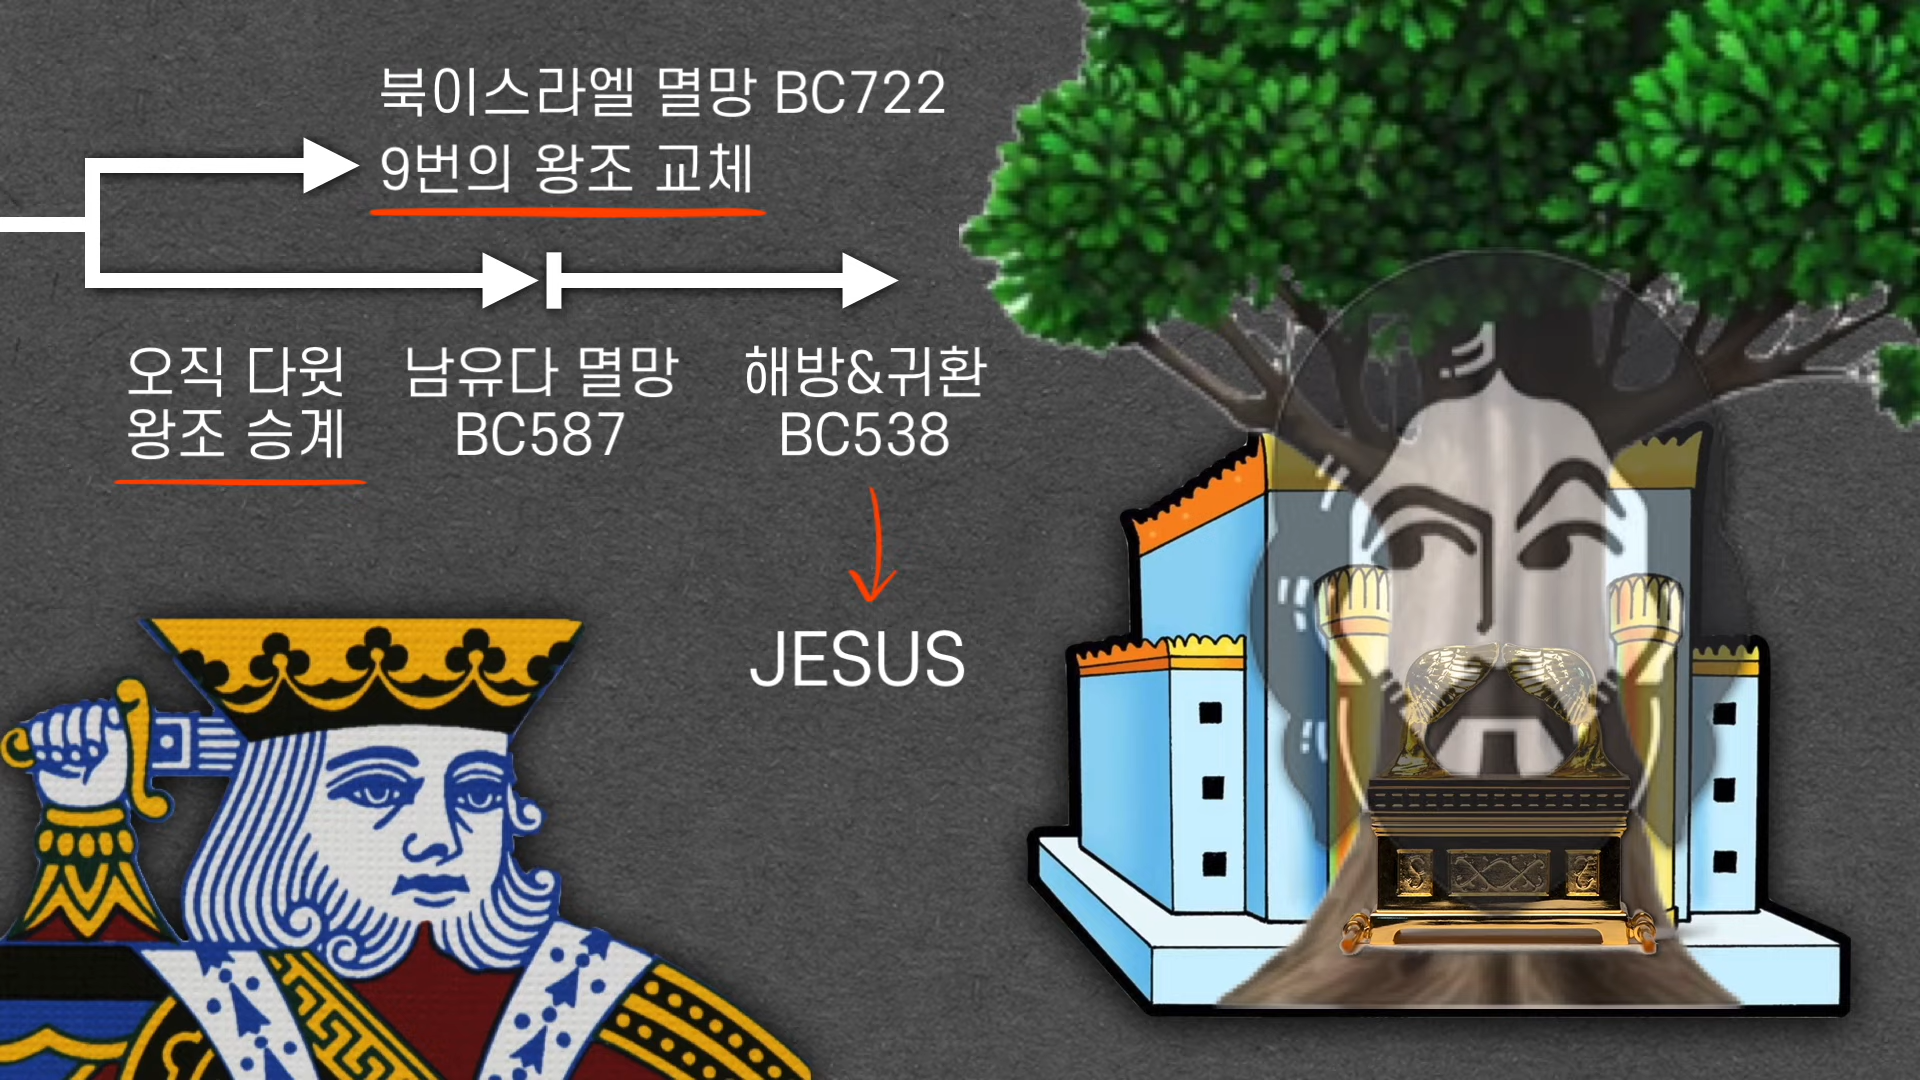 북이스라엘 멸망 BC722
9번의 왕조 교체
오직 다윗
왕조 승계
남유다 멸망
BC587
해방&귀환
BC538
JESUS